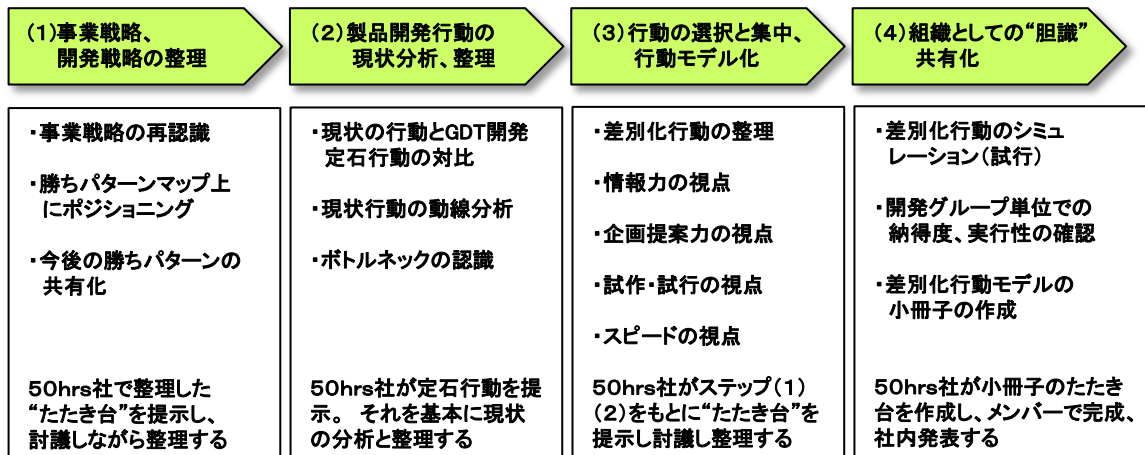 (1)事業戦略、
開発戦略の整理
・事業戦略の再認識
・勝ちパターンマップ上
にポジショニング
・今後の勝ちパターンの
共有化
50hrs社で整理した
“たたき台”を提示し、
討議しながら整理する
(2)製品開発行動の
現状分析、整理
・現状の行動とGDT開発
定石行動の対比
・現状行動の動線分析
・ボトルネックの認識
50hrs社が定石行動を提
示。 それを基本に現状
の分析と整理する
(3)行動の選択と集中、
行動モデル化
・差別化行動の整理
・情報力の視点
・企画提案力の視点
・試作・試行の視点
・スピードの視点
50hrs社がステップ(1)
(2)をもとに“たたき台”を
提示し討議し整理する
(4)組織としての“胆識”
共有化
・差別化行動のシミュ
レーション(試行)
・開発グループ単位での
納得度、実行性の確認
・差別化行動モデルの
小冊子の作成
50hrs社が小冊子のたたき
台を作成し、メンバーで完成、
社内発表する